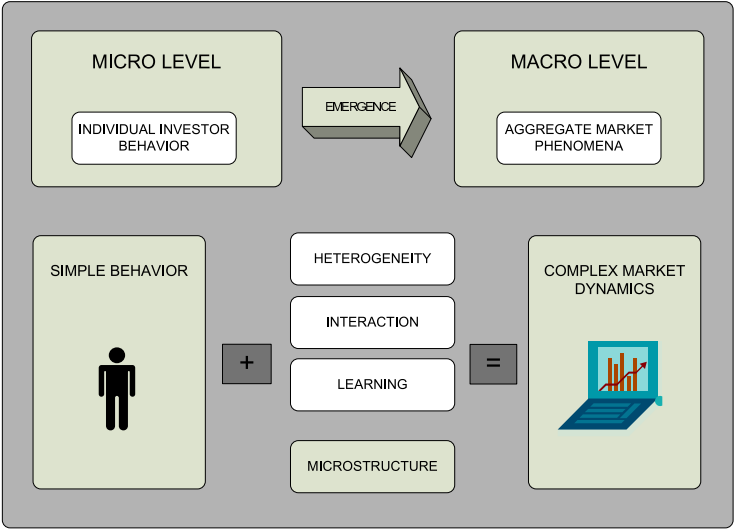 MICRO LEVEL
INDIVIDUAL INVESTOR
BEHAVIOR
EMERGENCE
MACRO LEVEL
AGGREGATE MARKET
PHENOMENA
SIMPLE BEHAVIOR
+
HETEROGENEITY
INTERACTION
LEARNING
MICROSTRUCTURE
=
COMPLEX MARKET
DYNAMICS